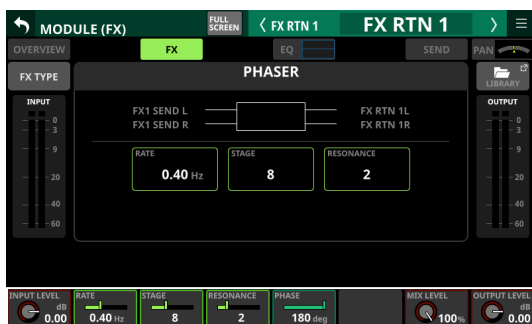 MODULE (FX)
FULL SCREEN
FX RTN 1
FX RTN 1
OVERVIEW
FX
EQ
SEND
PAN
FX TYPE
PHASER
LIBRARY
INPUT
OUTPUT
FX1 SEND L
FX RTN 1L
FX1 SEND R
FX RTN 1R
0
3
9
20
40
60
0
3
9
20
40
60
RATE
0.40 Hz
STAGE
8
RESONANCE
2
INPUT LEVEL
dB
0.00
RATE
0.40 Hz
STAGE
8
RESONANCE
2
PHASE
180 deg
MIX LEVEL
100%
OUTPUT LEVEL
dB
0.00